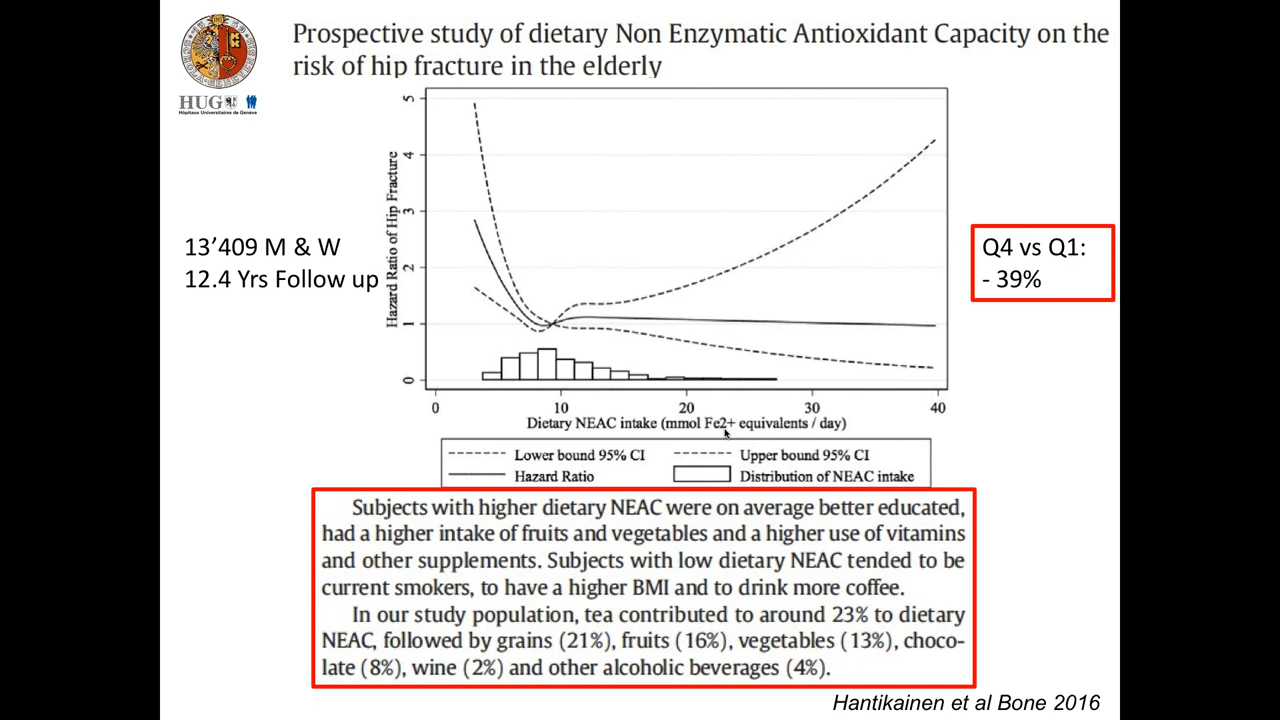 Prospective study of dietary Non Enzymatic Antioxidant Capacity on the
risk of hip fracture in the elderly
HUG
Hôpitaux Universitaires de Genève
13’409 M & W
12.4 Yrs Follow up
Q4 vs Q1:
- 39%
Hazard Ratio of Hip Fracture
5
4
3
2
1
0
0 10 20 30 40
Dietary NEAC intake (mmol Fe2+ equivalents / day)
Lower bound 95% CI Upper bound 95% CI
Hazard Ratio Distribution of NEAC intake
Subjects with higher dietary NEAC were on average better educated,
had a higher intake of fruits and vegetables and a higher use of vitamins
and other supplements. Subjects with low dietary NEAC tended to be
current smokers, to have a higher BMI and to drink more coffee.
In our study population, tea contributed to around 23% to dietary
NEAC, followed by grains (21%), fruits (16%), vegetables (13%), choco-
late (8%), wine (2%) and other alcoholic beverages (4%).
Hantikainen et al Bone 2016